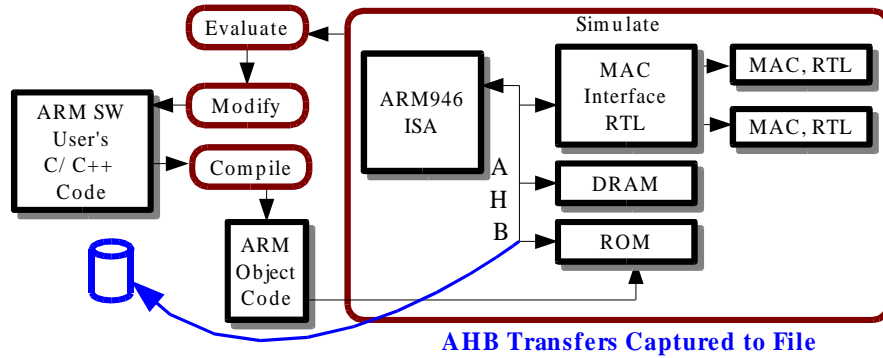 Evaluate
Modify
ARM SW
User's
C/ C++
Code
Compile
ARM
Object
Code
Simulate
ARM946
ISA
MAC
Interface
RTL
MAC, RTL
MAC, RTL
A
H
B
DRAM
ROM
AHB Transfers Captured to File